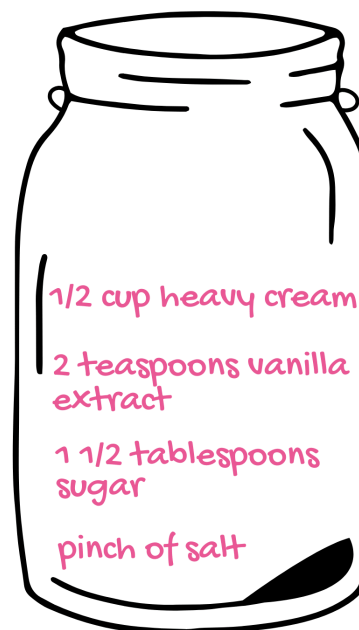 1/2 cup heavy cream
2 teaspoons vanilla
extract
1 1/2 tablespoons
sugar
pinch of salt